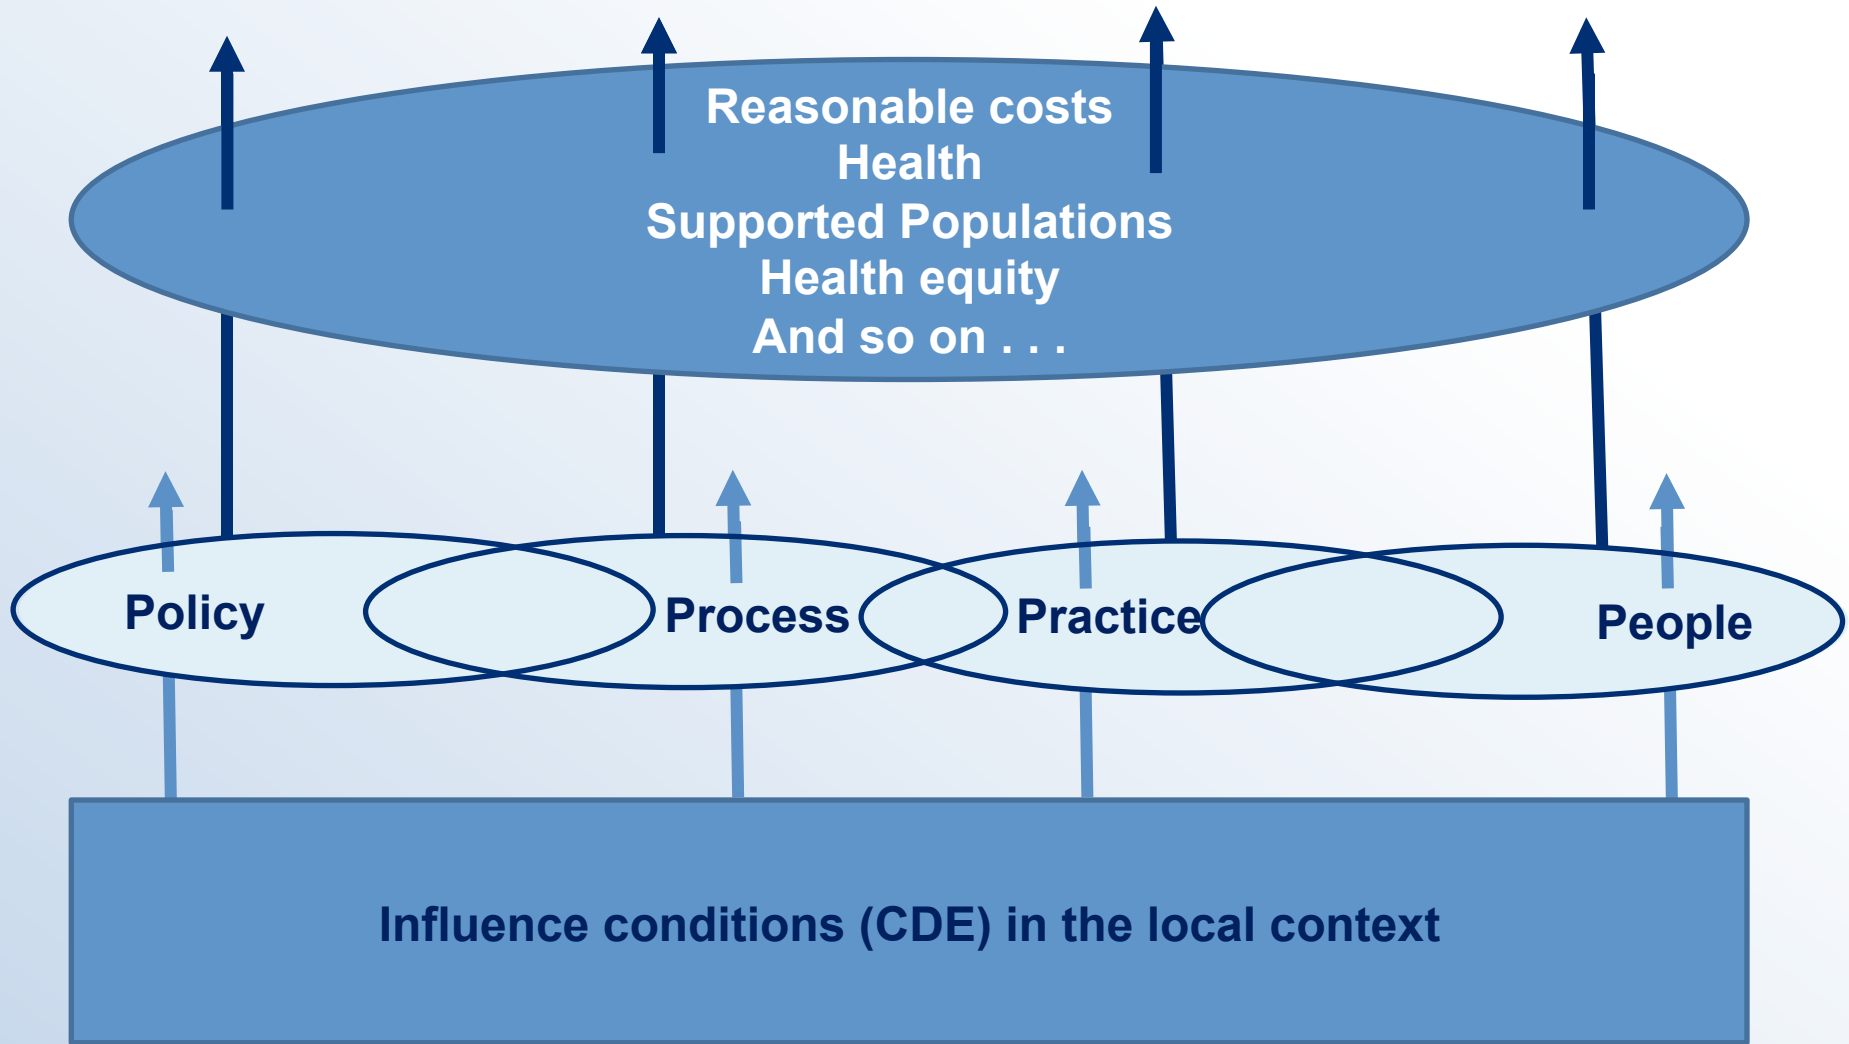 Reasonable costs
Health
Supported Populations
Health equity
And so on . . .
Policy
Process
Practice
People
Influence conditions (CDE) in the local context